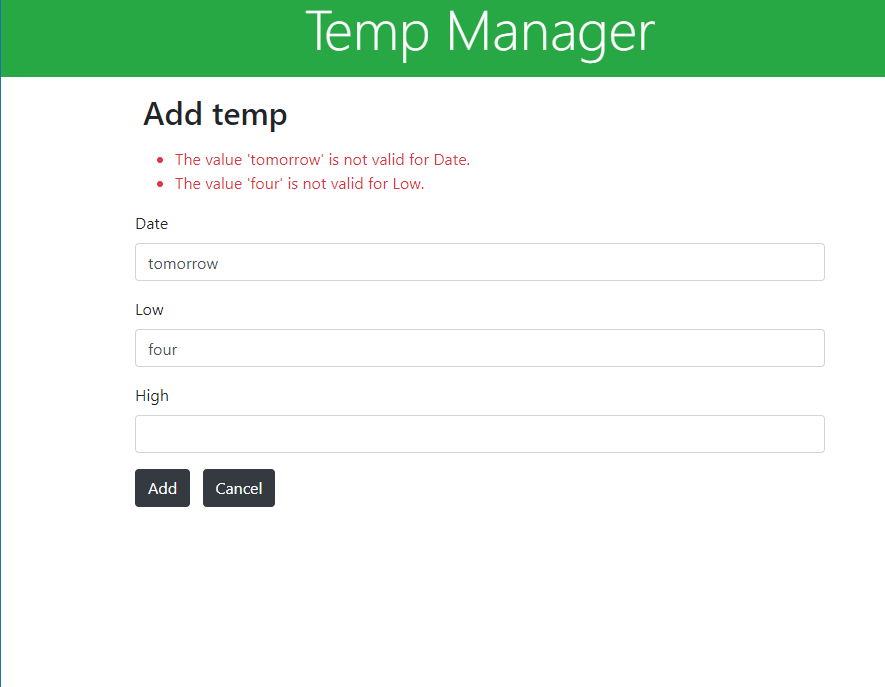 Temp Manager
Add temp
The value 'tomorrow' is not valid for Date.
The value 'four' is not valid for Low.
Date
tomorrow
Low
four
High
Add Cancel